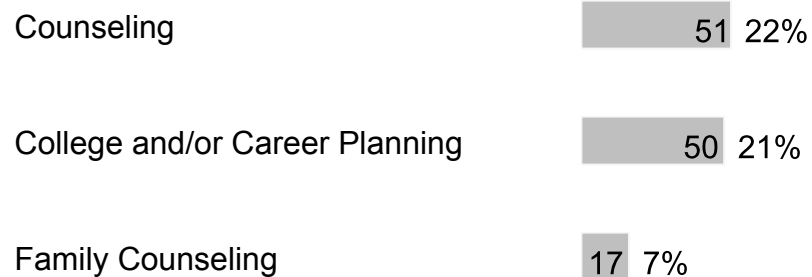 Counseling 51 22%
College and/or Career Planning 50 21%
Family Counseling 17 7%